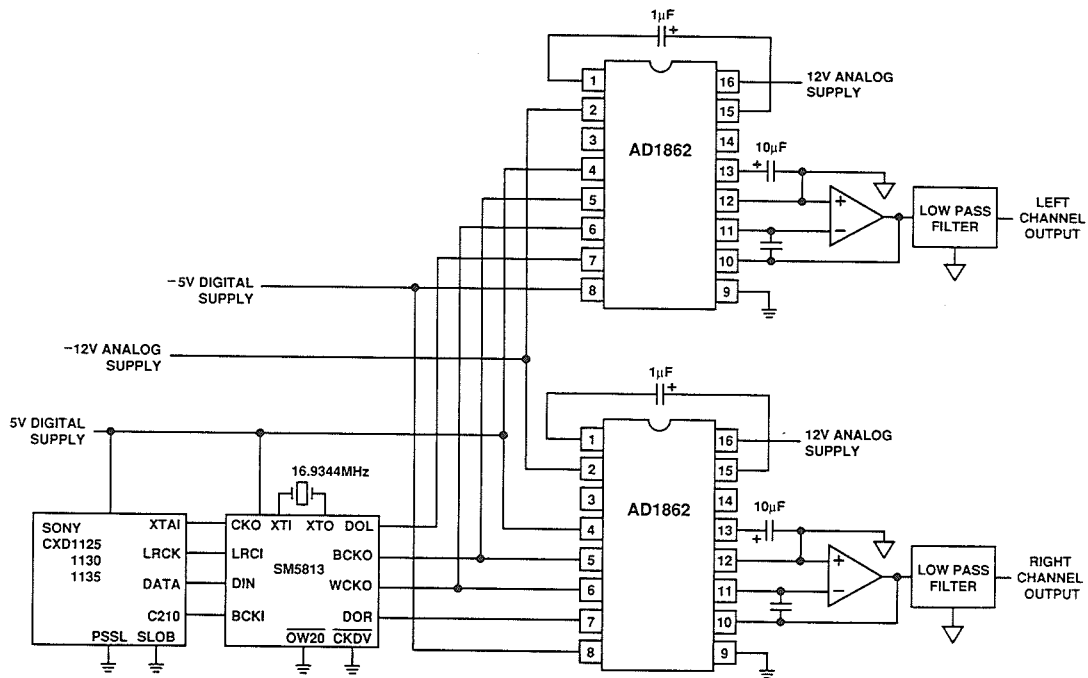 1μF
+
1
2
3
4
5
6
7
8
16
15
14
13
12
11
10
9
AD1862
12V ANALOG
SUPPLY
10μF
+
+
−
LOW PASS
FILTER
LEFT
CHANNEL
OUTPUT
−5V DIGITAL
SUPPLY
−12V ANALOG
SUPPLY
5V DIGITAL
SUPPLY
1μF
+
1
2
3
4
5
6
7
8
16
15
14
13
12
11
10
9
AD1862
12V ANALOG
SUPPLY
10μF
+
+
−
LOW PASS
FILTER
RIGHT
CHANNEL
OUTPUT
16.9344MHz
SONY
CXD1125
1130
1135
XTAI
LRCK
DATA
C210
PSSL SLOB
CKO XTI XTO DOL
LRCI
BCKO
SM5813
DIN
WCKO
BCKI
DOR
OW20 CKDV